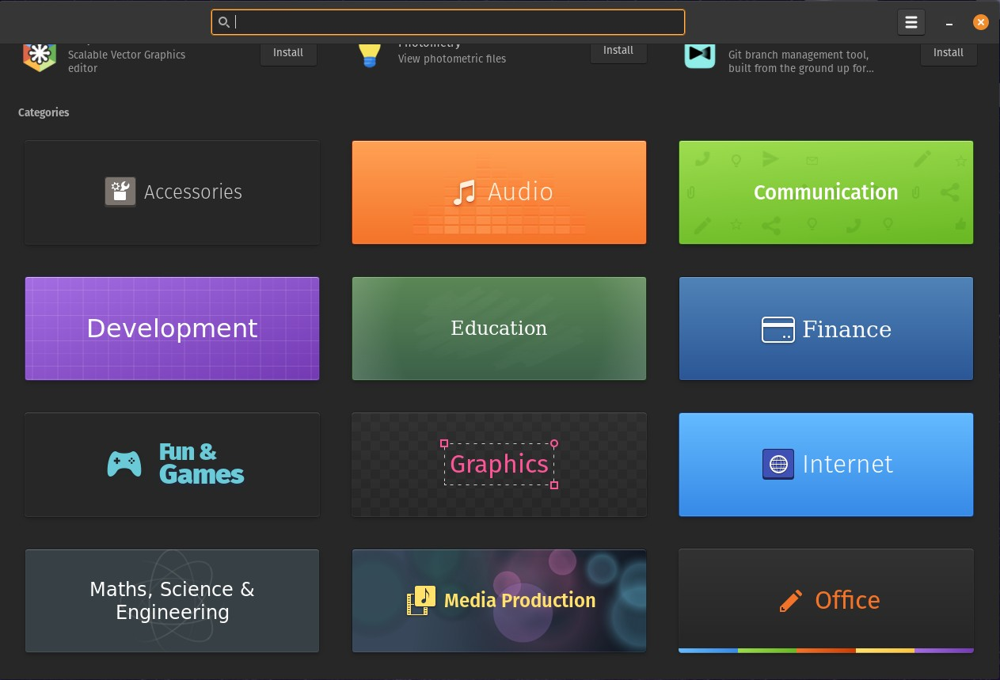 Scalable Vector Graphics
editor
Install
Photometry
View photometric files
Install
Git branch management tool,
built from the ground up for...
Install
Categories
Accessories
Audio
Communication
Development
Education
Finance
Fun &
Games
Graphics
Internet
Maths, Science &
Engineering
Media Production
Office